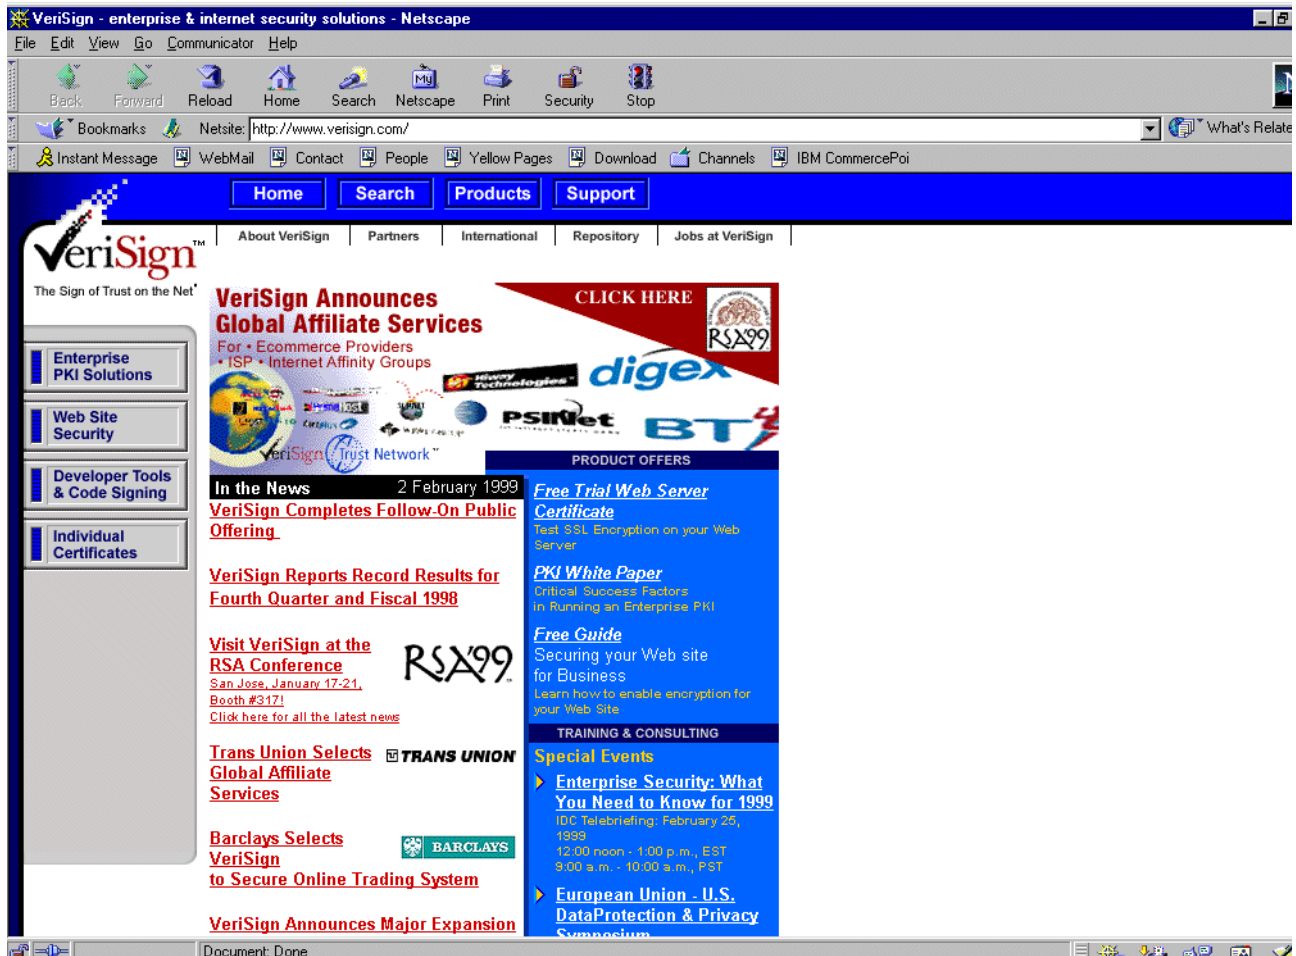 VeriSign - enterprise & internet security solutions - Netscape
File Edit View Go Communicator Help
Back Forward Reload Home Search Netscape Print Security Stop
Bookmarks Netsite: http://www.verisign.com/ What's Relate
Instant Message WebMail Contact People Yellow Pages Download Channels IBM CommercePoi
Home Search Products Support
About VeriSign Partners International Repository Jobs at VeriSign
VeriSign™
The Sign of Trust on the Net
Enterprise
PKI Solutions
Web Site
Security
Developer Tools
& Code Signing
Individual
Certificates
VeriSign Announces
Global Affiliate Services
For • Ecommerce Providers
• ISP • Internet Affinity Groups
CLICK HERE
RSA'99
Hiway
Technologies
digex
PSINet
BT
VeriSign Trust Network
In the News 2 February 1999
VeriSign Completes Follow-On Public
Offering
VeriSign Reports Record Results for
Fourth Quarter and Fiscal 1998
Visit VeriSign at the
RSA Conference
San Jose, January 17-21,
Booth #317!
Click here for all the latest news
RSA'99
Trans Union Selects
Global Affiliate
Services
TRANS UNION
Barclays Selects
VeriSign
to Secure Online Trading System
BARCLAYS
VeriSign Announces Major Expansion
PRODUCT OFFERS
Free Trial Web Server
Certificate
Test SSL Encryption on your Web
Server
PKI White Paper
Critical Success Factors
in Running an Enterprise PKI
Free Guide
Securing your Web site
for Business
Learn how to enable encryption for
your Web Site
TRAINING & CONSULTING
Special Events
Enterprise Security: What
You Need to Know for 1999
IDC Telebriefing: February 25,
1999
12:00 noon - 1:00 p.m., EST
9:00 a.m. - 10:00 a.m., PST
European Union - U.S.
DataProtection & Privacy
Symposium
Document: Done